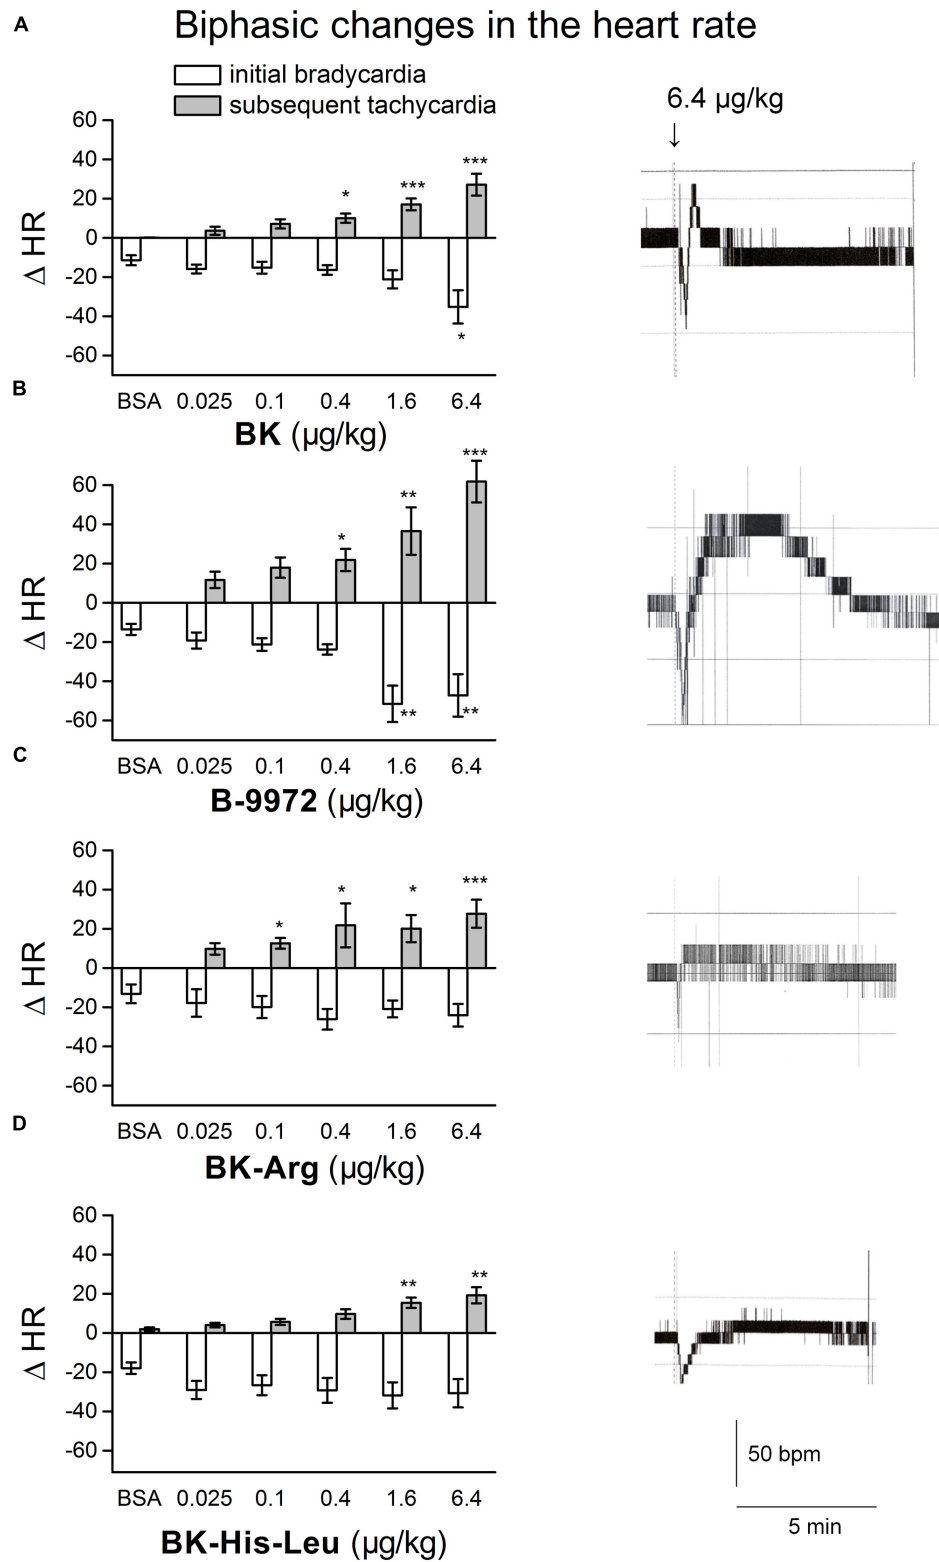 A
Biphasic changes in the heart rate
initial bradycardia
subsequent tachycardia
6.4 µg/kg
↓
60
40
20
0
-20
-40
-60
Δ HR
*
***
***
*
BSA 0.025 0.1 0.4 1.6 6.4
BK (µg/kg)
B
60
40
20
0
-20
-40
-60
Δ HR
*
**
***
**
**
BSA 0.025 0.1 0.4 1.6 6.4
B-9972 (µg/kg)
C
60
40
20
0
-20
-40
-60
Δ HR
*
*
*
***
BSA 0.025 0.1 0.4 1.6 6.4
BK-Arg (µg/kg)
D
60
40
20
0
-20
-40
-60
Δ HR
**
**
BSA 0.025 0.1 0.4 1.6 6.4
BK-His-Leu (µg/kg)
50 bpm
5 min